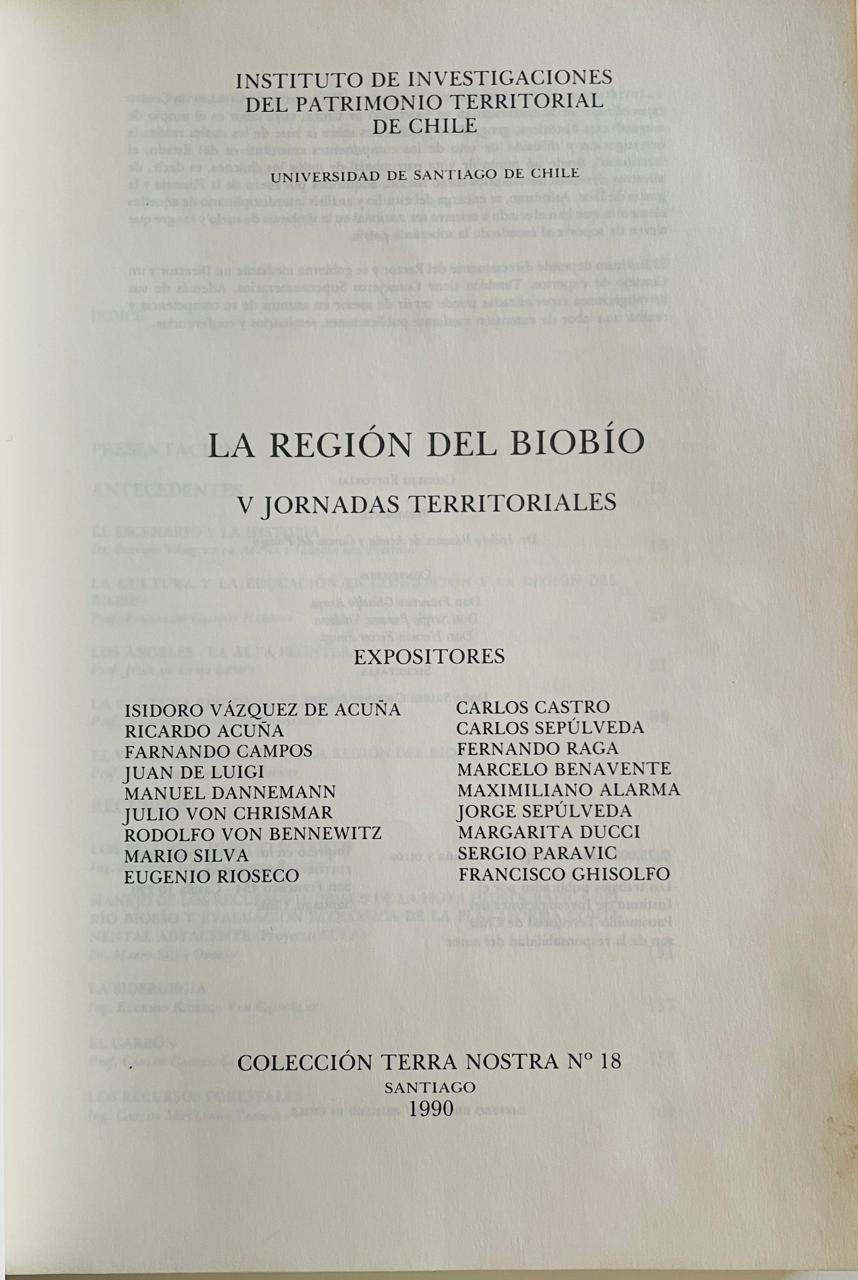 INSTITUTO DE INVESTIGACIONES
DEL PATRIMONIO TERRITORIAL
DE CHILE
UNIVERSIDAD DE SANTIAGO DE CHILE
LA REGIÓN DEL BIOBÍO
V JORNADAS TERRITORIALES
EXPOSITORES
ISIDORO VÁZQUEZ DE ACUÑA
RICARDO ACUÑA
FARNANDO CAMPOS
JUAN DE LUIGI
MANUEL DANNEMANN
JULIO VON CHRISMAR
RODOLFO VON BENNEWITZ
MARIO SILVA
EUGENIO RIOSECO
CARLOS CASTRO
CARLOS SEPÚLVEDA
FERNANDO RAGA
MARCELO BENAVENTE
MAXIMILIANO ALARMA
JORGE SEPÚLVEDA
MARGARITA DUCCI
SERGIO PARAVIC
FRANCISCO GHISOLFO
COLECCIÓN TERRA NOSTRA Nº 18
SANTIAGO
1990